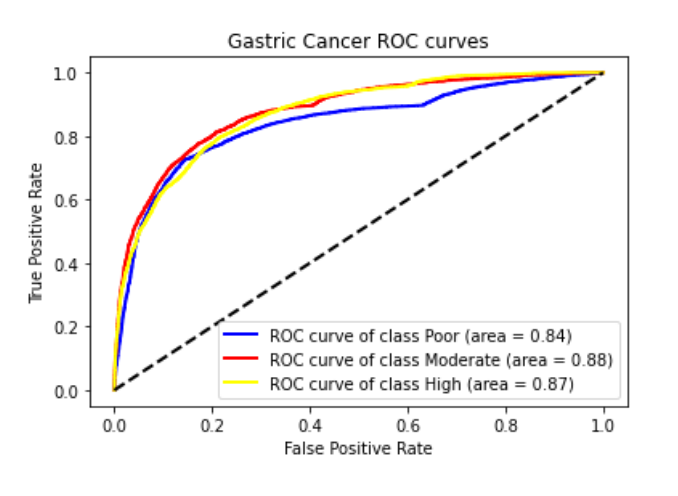 Gastric Cancer ROC curves
1.0
0.8
0.6
0.4
0.2
0.0
True Positive Rate
ROC curve of class Poor (area = 0.84)
ROC curve of class Moderate (area = 0.88)
ROC curve of class High (area = 0.87)
0.0 0.2 0.4 0.6 0.8 1.0
False Positive Rate